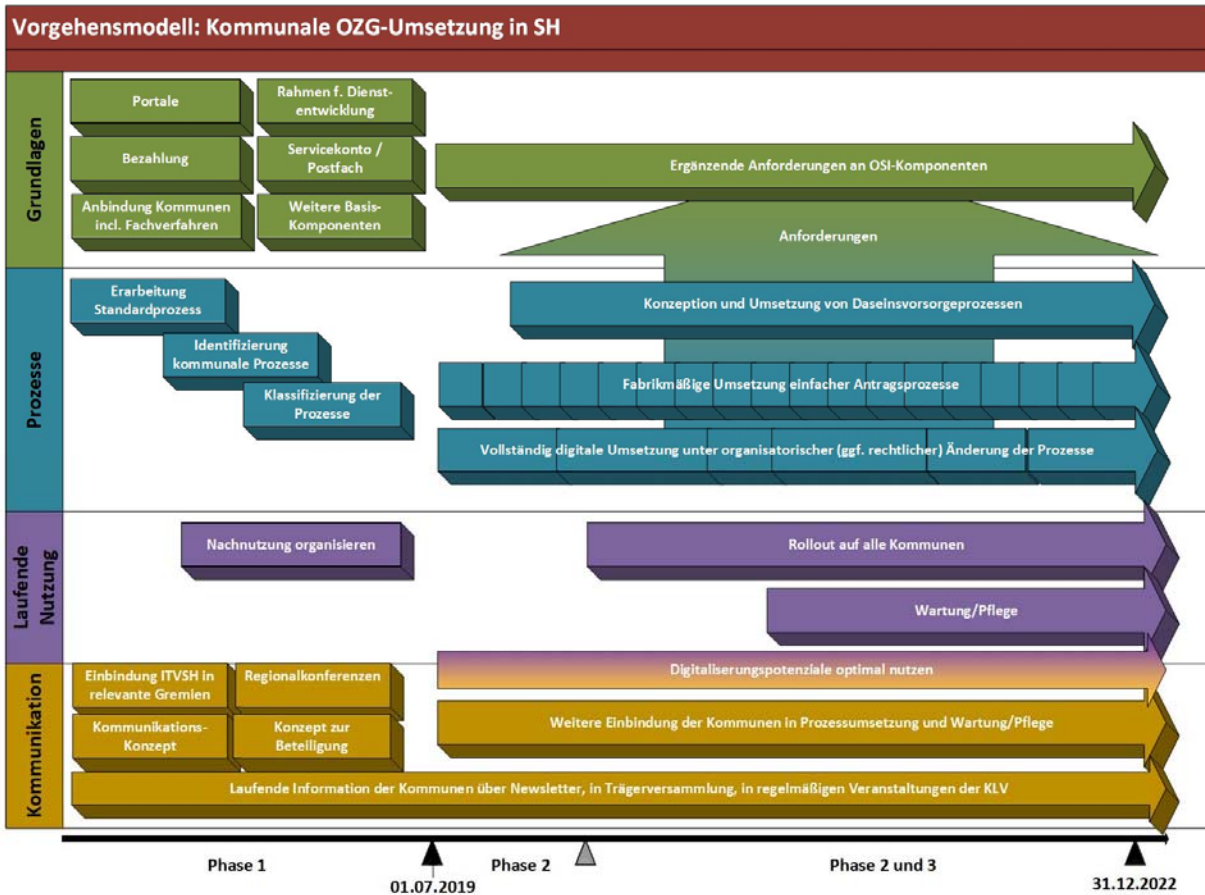 Vorgehensmodell: Kommunale OZG-Umsetzung in SH
Grundlagen
Portale
Rahmen f. Dienst-
entwicklung
Bezahlung
Servicekonto /
Postfach
Anbindung Kommunen
incl. Fachverfahren
Weitere Basis-
Komponenten
Ergänzende Anforderungen an OSI-Komponenten
Anforderungen
Prozesse
Erarbeitung
Standardprozess
Identifizierung
kommunale Prozesse
Klassifizierung der
Prozesse
Konzeption und Umsetzung von Daseinsvorsorgeprozessen
Fabrikmäßige Umsetzung einfacher Antragsprozesse
Vollständig digitale Umsetzung unter organisatorischer (ggf. rechtlicher) Änderung der Prozesse
Laufende
Nutzung
Nachnutzung organisieren
Rollout auf alle Kommunen
Wartung/Pflege
Digitaliserungspotenziale optimal nutzen
Kommunikation
Einbindung ITVSH in
relevante Gremien
Regionalkonferenzen
Kommunikations-
Konzept
Konzept zur
Beteiligung
Weitere Einbindung der Kommunen in Prozessumsetzung und Wartung/Pflege
Laufende Information der Kommunen über Newsletter, in Trägerversammlung, in regelmäßigen Veranstaltungen der KLV
Phase 1
Phase 2
Phase 2 und 3
01.07.2019
31.12.2022